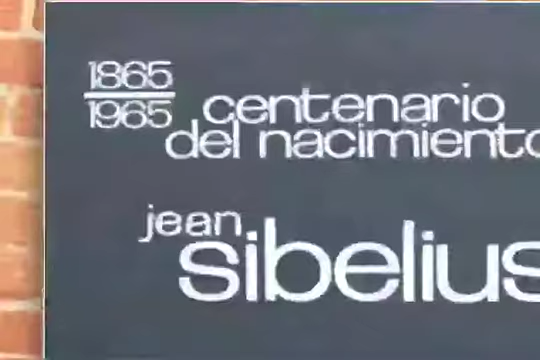 1865
1965 centenario
del nacimiento
jean
sibelius